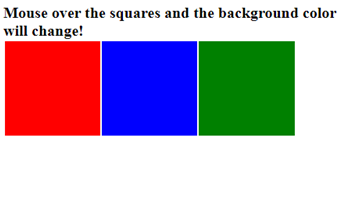 Mouse over the squares and the background color
will change!